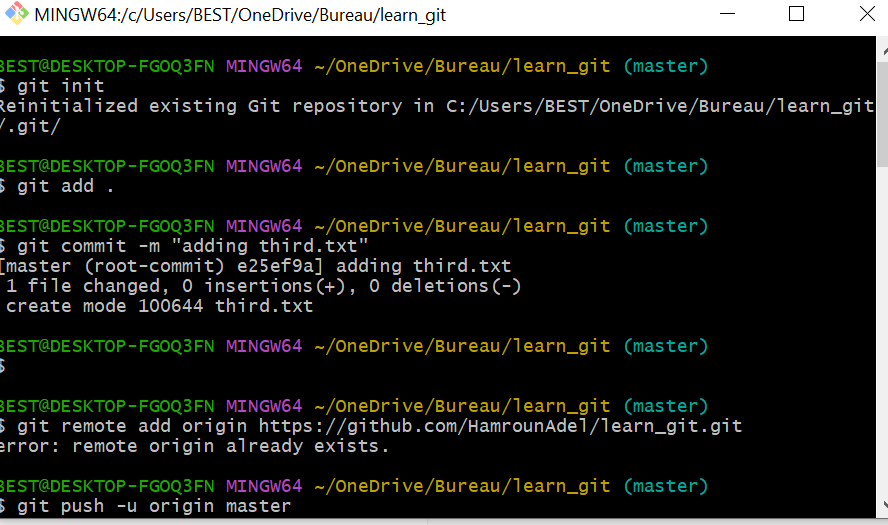 MINGW64:/c/Users/BEST/OneDrive/Bureau/learn_git
BEST@DESKTOP-FGOQ3FN MINGW64 ~/OneDrive/Bureau/learn_git (master)
$ git init
Reinitialized existing Git repository in C:/Users/BEST/OneDrive/Bureau/learn_git
/.git/
BEST@DESKTOP-FGOQ3FN MINGW64 ~/OneDrive/Bureau/learn_git (master)
$ git add .
BEST@DESKTOP-FGOQ3FN MINGW64 ~/OneDrive/Bureau/learn_git (master)
$ git commit -m "adding third.txt"
[master (root-commit) e25ef9a] adding third.txt
1 file changed, 0 insertions(+), 0 deletions(-)
create mode 100644 third.txt
BEST@DESKTOP-FGOQ3FN MINGW64 ~/OneDrive/Bureau/learn_git (master)
$
BEST@DESKTOP-FGOQ3FN MINGW64 ~/OneDrive/Bureau/learn_git (master)
$ git remote add origin https://github.com/HamrounAdel/learn_git.git
error: remote origin already exists.
BEST@DESKTOP-FGOQ3FN MINGW64 ~/OneDrive/Bureau/learn_git (master)
$ git push -u origin master